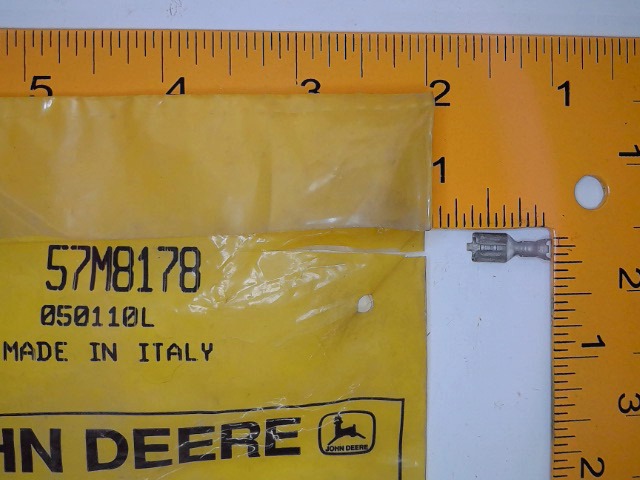 5 4 3 2 1
1
1
57M8178
050110L
MADE IN ITALY
2
1
3
HN DEERE
JOHN DEERE
2